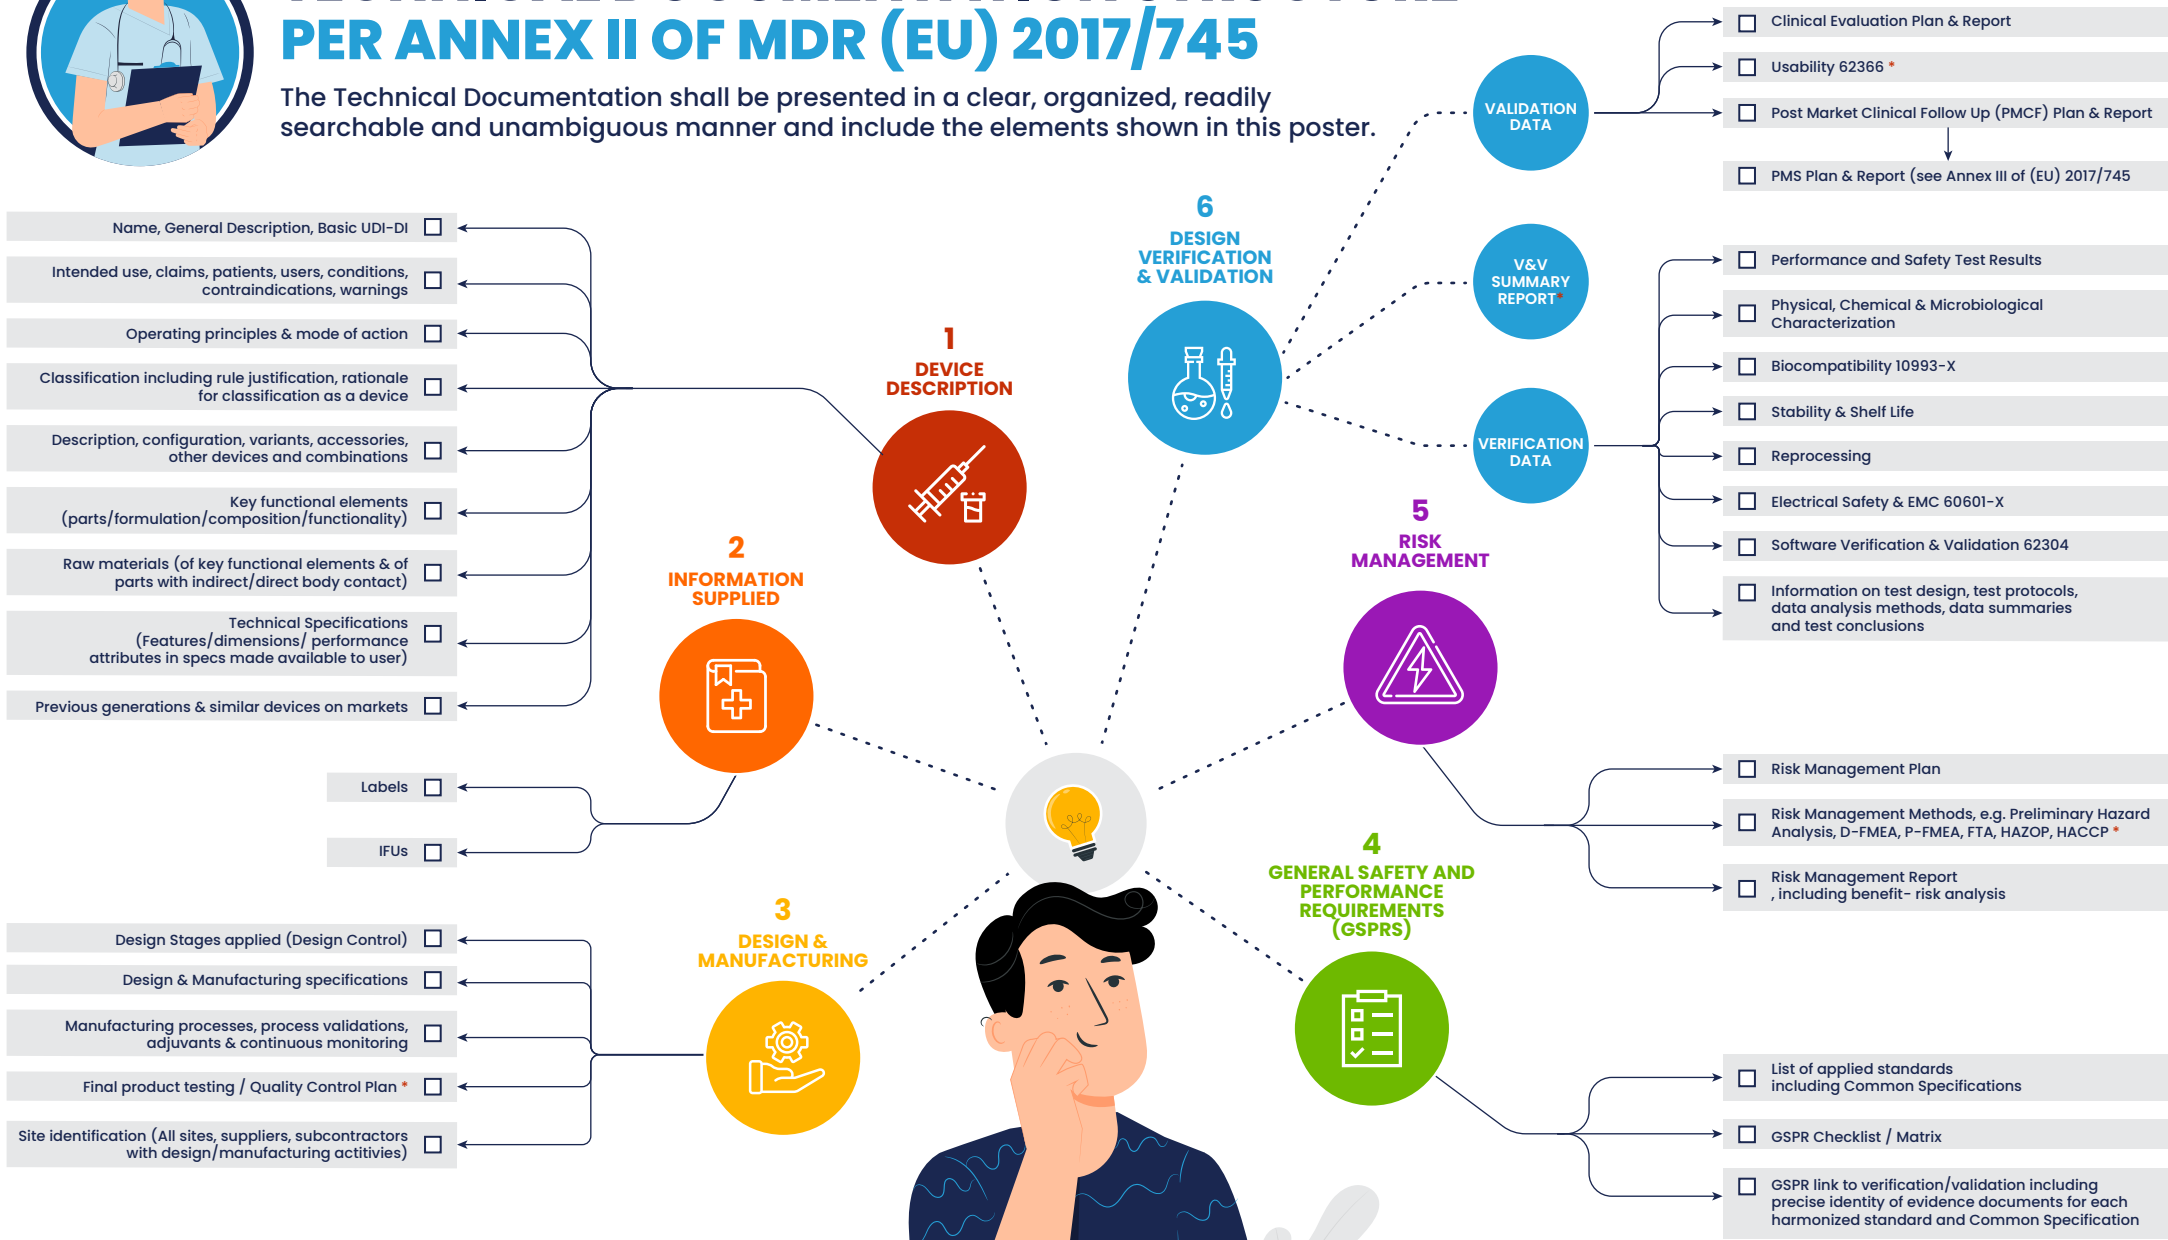 TECHNICAL DOCUMENTATION STRUCTURE
PER ANNEX II OF MDR (EU) 2017/745
The Technical Documentation shall be presented in a clear, organized, readily
searchable and unambiguous manner and include the elements shown in this poster.
1
DEVICE
DESCRIPTION
Name, General Description, Basic UDI-DI
Intended use, claims, patients, users, conditions,
contraindications, warnings
Operating principles & mode of action
Classification including rule justification, rationale
for classification as a device
Description, configuration, variants, accessories,
other devices and combinations
Key functional elements
(parts/formulation/composition/functionality)
Raw materials (of key functional elements & of
parts with indirect/direct body contact)
Technical Specifications
(Features/dimensions/ performance
attributes in specs made available to user)
Previous generations & similar devices on markets
2
INFORMATION
SUPPLIED
Labels
IFUs
3
DESIGN &
MANUFACTURING
Design Stages applied (Design Control)
Design & Manufacturing specifications
Manufacturing processes, process validations,
adjuvants & continuous monitoring
Final product testing / Quality Control Plan *
Site identification (All sites, suppliers, subcontractors
with design/manufacturing actitivies)
4
GENERAL SAFETY AND
PERFORMANCE
REQUIREMENTS
(GSPRS)
List of applied standards
including Common Specifications
GSPR Checklist / Matrix
GSPR link to verification/validation including
precise identity of evidence documents for each
harmonized standard and Common Specification
5
RISK
MANAGEMENT
Risk Management Plan
Risk Management Methods, e.g. Preliminary Hazard
Analysis, D-FMEA, P-FMEA, FTA, HAZOP, HACCP *
Risk Management Report
, including benefit- risk analysis
6
DESIGN
VERIFICATION
& VALIDATION
VALIDATION
DATA
Clinical Evaluation Plan & Report
Usability 62366 *
Post Market Clinical Follow Up (PMCF) Plan & Report
PMS Plan & Report (see Annex III of (EU) 2017/745
V&V
SUMMARY
REPORT*
VERIFICATION
DATA
Performance and Safety Test Results
Physical, Chemical & Microbiological
Characterization
Biocompatibility 10993-X
Stability & Shelf Life
Reprocessing
Electrical Safety & EMC 60601-X
Software Verification & Validation 62304
Information on test design, test protocols,
data analysis methods, data summaries
and test conclusions